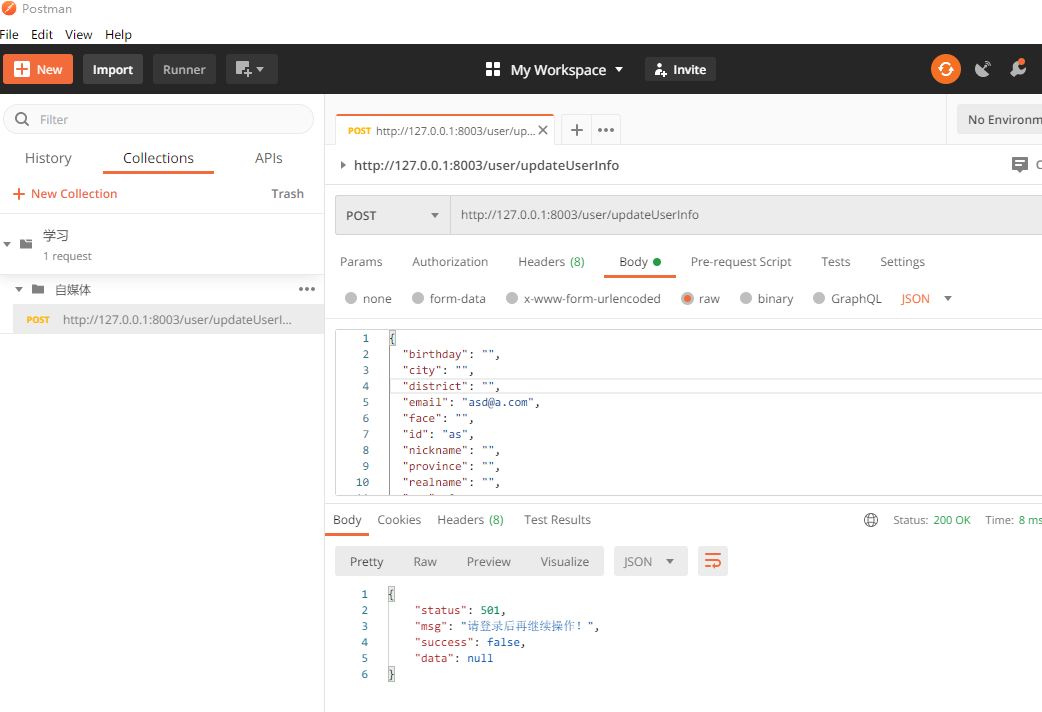 Postman
File Edit View Help
New Import Runner My Workspace Invite
Filter
History Collections APIs
New Collection Trash
学习
1 request
自媒体
POST http://127.0.0.1:8003/user/updateUserI...
POST http://127.0.0.1:8003/user/up...
No Environm
http://127.0.0.1:8003/user/updateUserInfo
POST http://127.0.0.1:8003/user/updateUserInfo
Params Authorization Headers (8) Body Pre-request Script Tests Settings
none form-data x-www-form-urlencoded raw binary GraphQL JSON
1 {
2 "birthday": "",
3 "city": "",
4 "district": "",
5 "email": "asd@a.com",
6 "face": "",
7 "id": "as",
8 "nickname": "",
9 "province": "",
10 "realname": "",
Body Cookies Headers (8) Test Results Status: 200 OK Time: 8 ms
Pretty Raw Preview Visualize JSON
1 {
2 "status": 501,
3 "msg": "请登录后再继续操作！",
4 "success": false,
5 "data": null
6 }